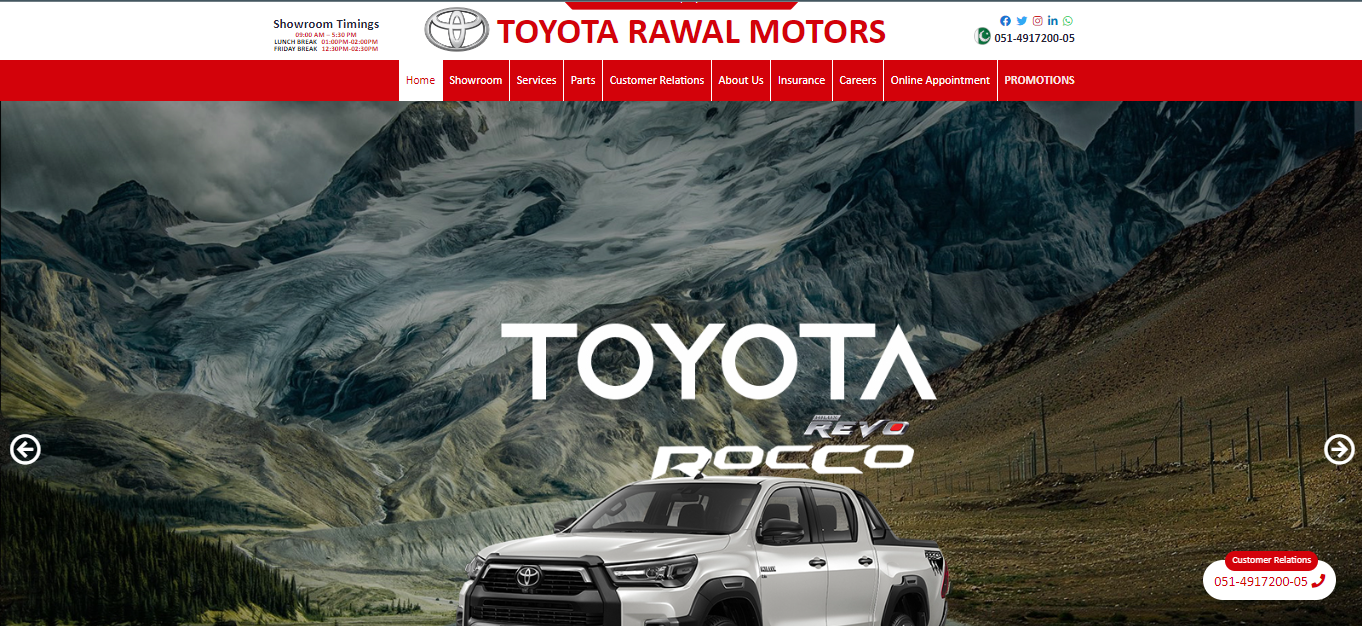 Showroom Timings
09:00 AM – 5:30 PM
LUNCH BREAK 01:00PM-02:00PM
FRIDAY BREAK 12:30PM-02:30PM
TOYOTA RAWAL MOTORS
051-4917200-05
Home
Showroom
Services
Parts
Customer Relations
About Us
Insurance
Careers
Online Appointment
PROMOTIONS
TOYOTA
REVO
ROCCO
Customer Relations
051-4917200-05